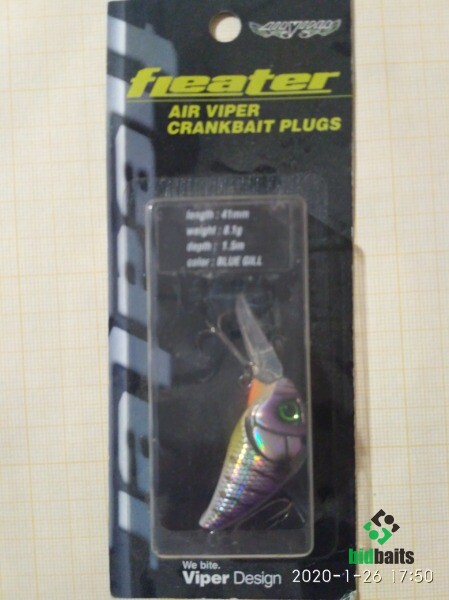 fleater
AIR VIPER
CRANKBAIT PLUGS
length : 41mm
weight : 8.1g
depth : 1.5m
color : BLUE GILL
We bite.
Viper Design
bidbaits
2020-1-26 17:50